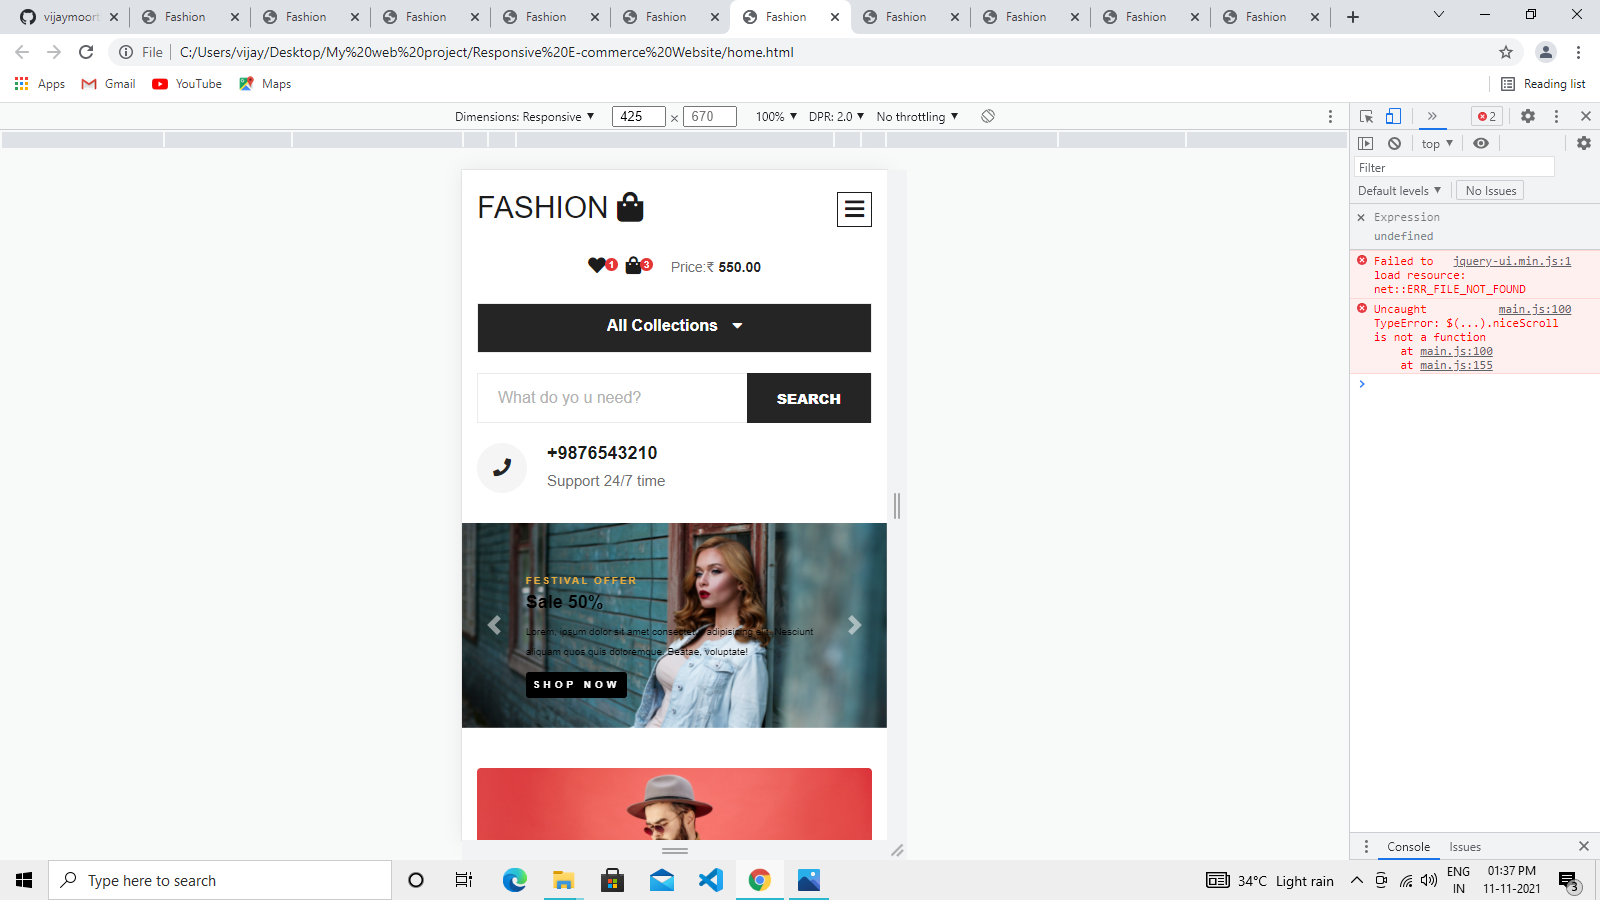 vijaymoort Fashion Fashion Fashion Fashion Fashion Fashion Fashion Fashion Fashion Fashion
File C:/Users/vijay/Desktop/My%20web%20project/Responsive%20E-commerce%20Website/home.html
Apps Gmail YouTube Maps Reading list
Dimensions: Responsive 425 × 670 100% DPR: 2.0 No throttling
2
top
Filter
Default levels No Issues
Expression
undefined
Failed to load resource: net::ERR_FILE_NOT_FOUND jquery-ui.min.js:1
Uncaught TypeError: $(...).niceScroll is not a function main.js:100
at main.js:100
at main.js:155
FASHION
1 3 Price:₹ 550.00
All Collections
What do yo u need? SEARCH
+9876543210
Support 24/7 time
FESTIVAL OFFER
Sale 50%
Lorem, ipsum dolor sit amet consectetur adipisicing elit. Nesciunt
aliquam quos quis doloremque. Beatae, voluptate!
SHOP NOW
Console Issues
Type here to search
34°C Light rain
ENG
IN
01:37 PM
11-11-2021
3